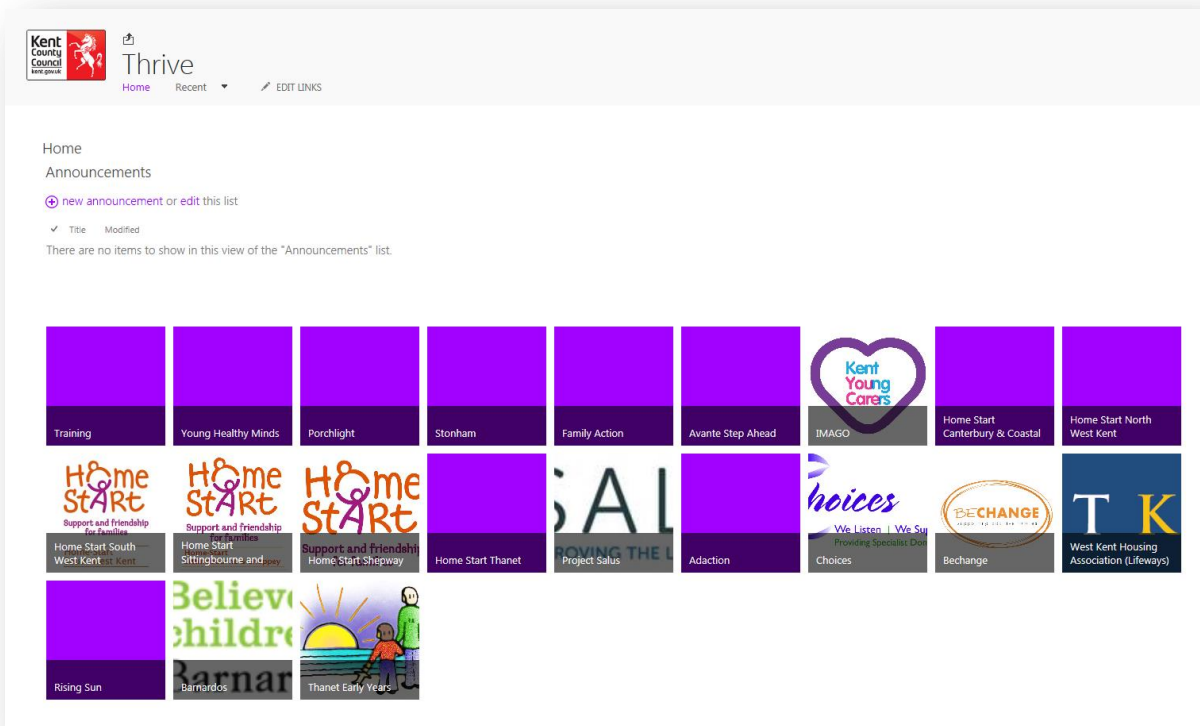 Kent
County
Council
kent.gov.uk
Thrive
Home Recent EDIT LINKS
Home
Announcements
new announcement or edit this list
Title Modified
There are no items to show in this view of the "Announcements" list.
Training
Young Healthy Minds
Porchlight
Stonham
Family Action
Avante Step Ahead
Kent
Young
Carers
IMAGO
Home Start
Canterbury & Coastal
Home Start North
West Kent
HOme
StARt
Support and friendship
for families
Home Start South
West Kent
HOme
StARt
Support and friendship
for families
Home Start
Sittingbourne and
HOme
StARt
Support and friendship
Home Start Shepway
Home Start Thanet
SAL
ROVING THE L
Project Salus
Adaction
hoices
We Listen | We Sup
Providing Specialist Dom
Choices
BECHANGE
Bechange
T K
West Kent Housing
Association (Lifeways)
Rising Sun
Believe
childre
Barnar
Barnardos
Thanet Early Years